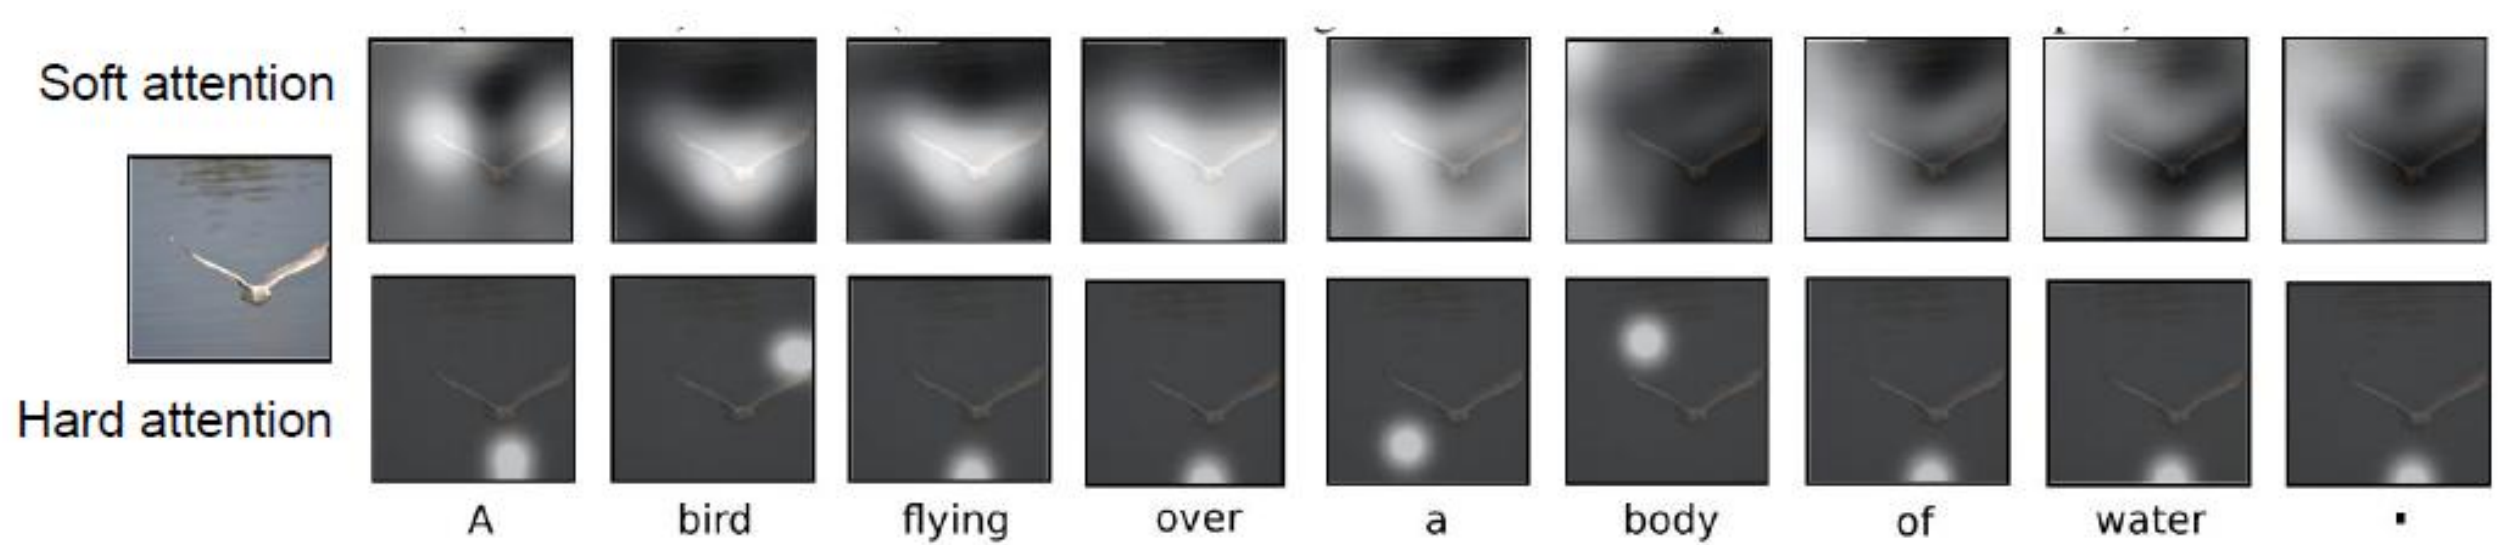 Soft attention
Hard attention
A bird flying over a body of water .